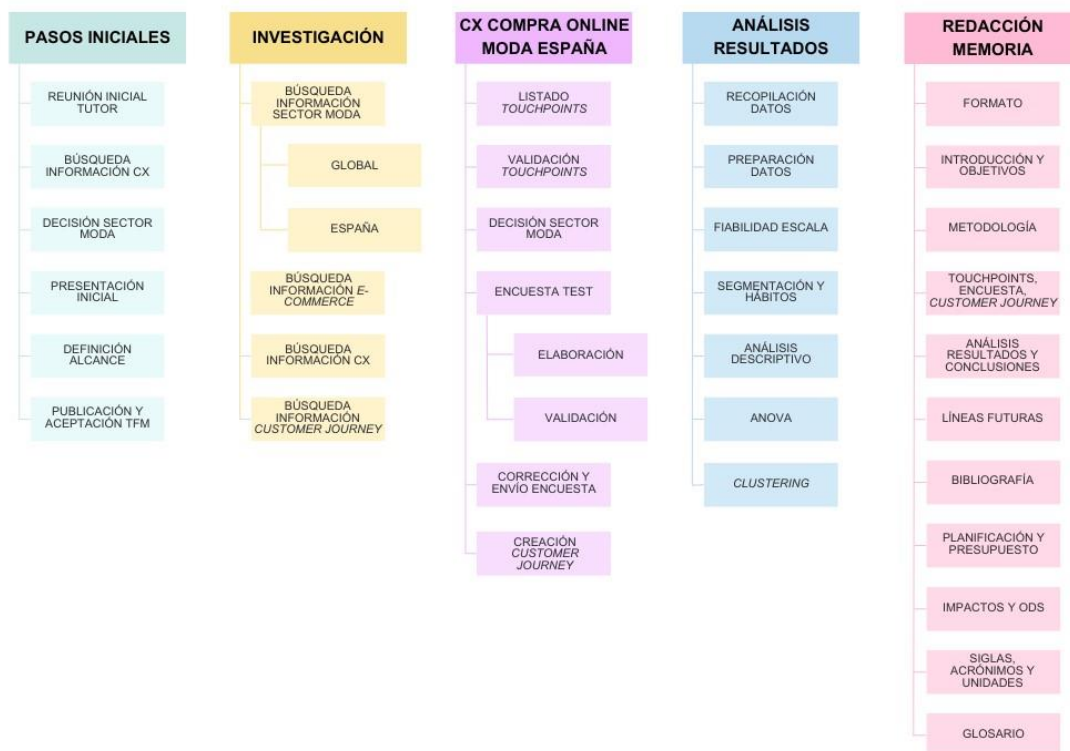 PASOS INICIALES
REUNIÓN INICIAL
TUTOR
BÚSQUEDA
INFORMACIÓN CX
DECISIÓN SECTOR
MODA
PRESENTACIÓN
INICIAL
DEFINICIÓN
ALCANCE
PUBLICACIÓN Y
ACEPTACIÓN TFM
INVESTIGACIÓN
BÚSQUEDA
INFORMACIÓN
SECTOR MODA
GLOBAL
ESPAÑA
BÚSQUEDA
INFORMACIÓN E-
COMMERCE
BÚSQUEDA
INFORMACIÓN CX
BÚSQUEDA
INFORMACIÓN
CUSTOMER JOURNEY
CX COMPRA ONLINE
MODA ESPAÑA
LISTADO
TOUCHPOINTS
VALIDACIÓN
TOUCHPOINTS
DECISIÓN SECTOR
MODA
ENCUESTA TEST
ELABORACIÓN
VALIDACIÓN
CORRECCIÓN Y
ENVÍO ENCUESTA
CREACIÓN
CUSTOMER
JOURNEY
ANÁLISIS
RESULTADOS
RECOPILACIÓN
DATOS
PREPARACIÓN
DATOS
FIABILIDAD ESCALA
SEGMENTACIÓN Y
HÁBITOS
ANÁLISIS
DESCRIPTIVO
ANOVA
CLUSTERING
REDACCIÓN
MEMORIA
FORMATO
INTRODUCCIÓN Y
OBJETIVOS
METODOLOGÍA
TOUCHPOINTS,
ENCUESTA,
CUSTOMER JOURNEY
ANÁLISIS
RESULTADOS Y
CONCLUSIONES
LÍNEAS FUTURAS
BIBLIOGRAFÍA
PLANIFICACIÓN Y
PRESUPUESTO
IMPACTOS Y ODS
SIGLAS,
ACRÓNIMOS Y
UNIDADES
GLOSARIO